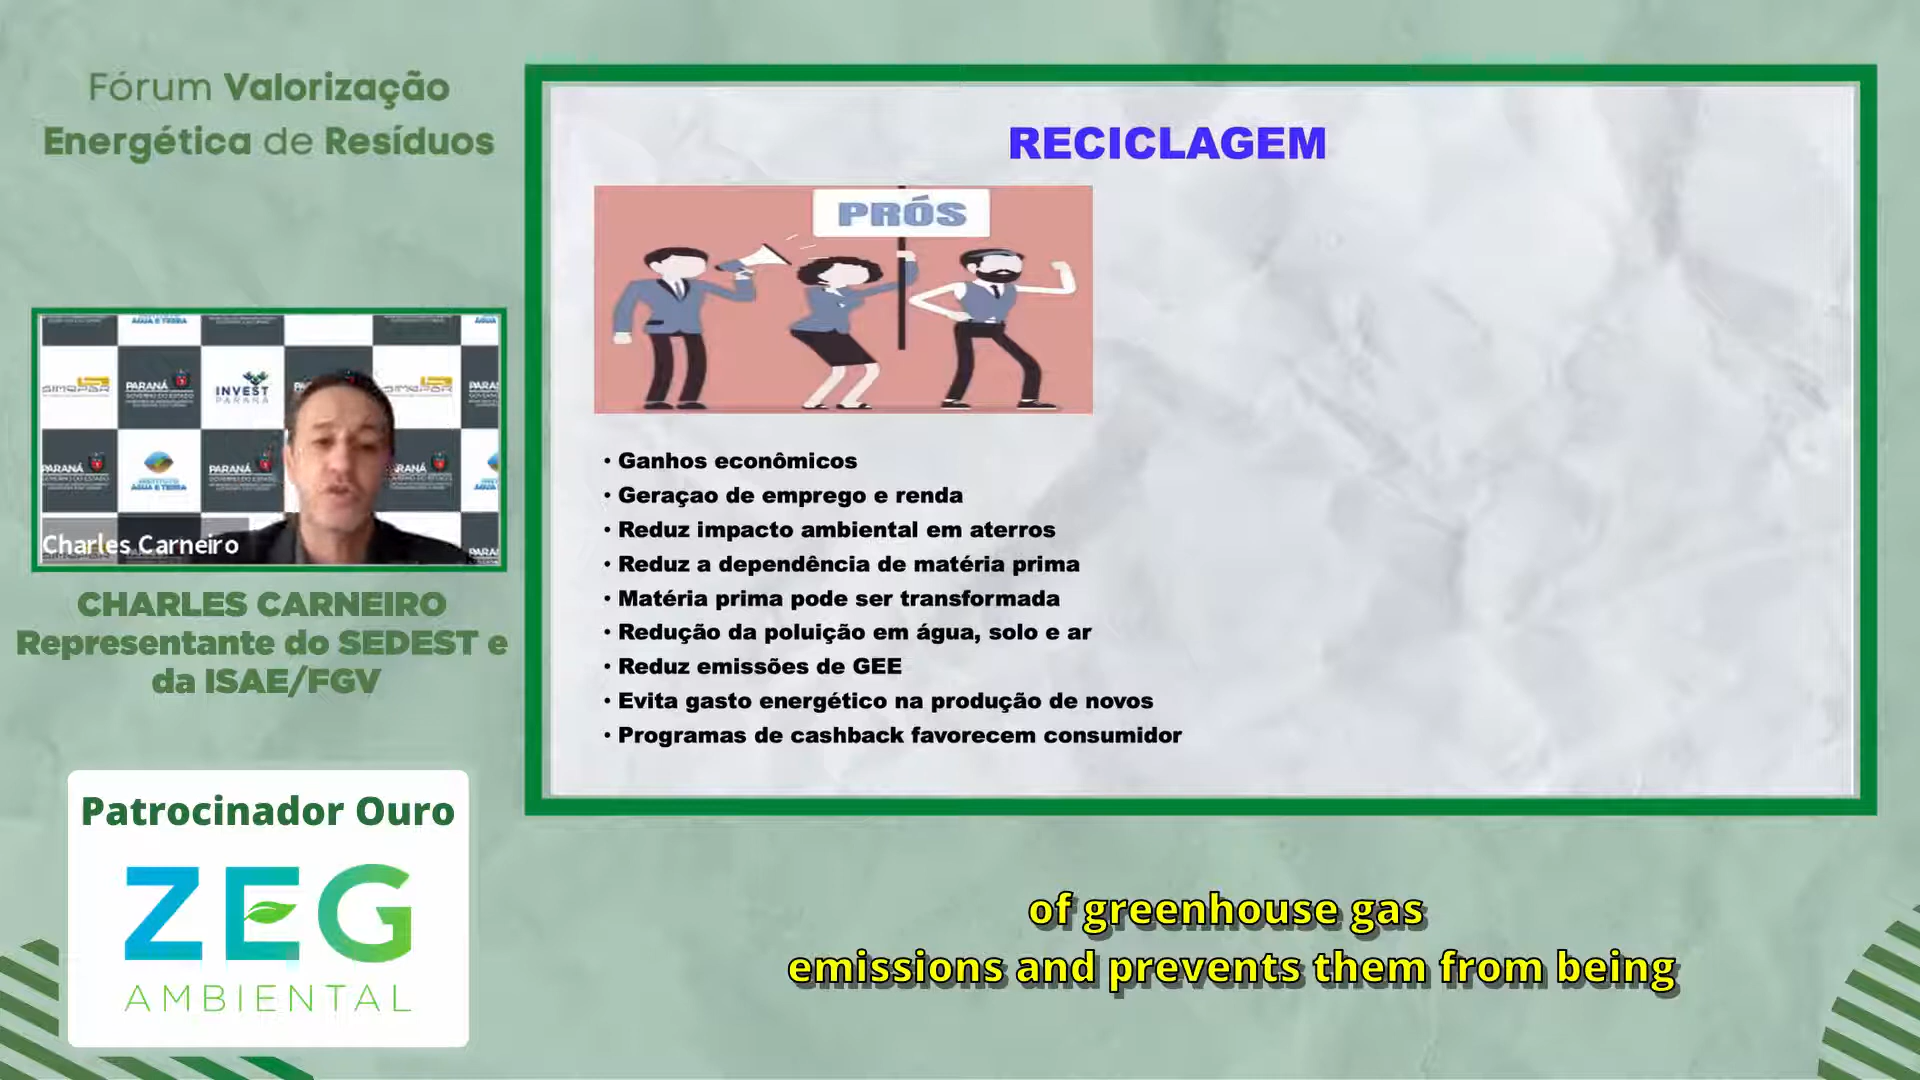 Fórum Valorização
Energética de Resíduos
RECICLAGEM
PRÓS
• Ganhos econômicos
• Geraçao de emprego e renda
• Reduz impacto ambiental em aterros
• Reduz a dependência de matéria prima
• Matéria prima pode ser transformada
• Redução da poluição em água, solo e ar
• Reduz emissões de GEE
• Evita gasto energético na produção de novos
• Programas de cashback favorecem consumidor
PARANÁ
INVEST
PARANÁ
PARANÁ
PARANÁ
ÁGUA E TERRA
Charles Carneiro
CHARLES CARNEIRO
Representante do SEDEST e
da ISAE/FGV
Patrocinador Ouro
ZEG
AMBIENTAL
of greenhouse gas
emissions and prevents them from being